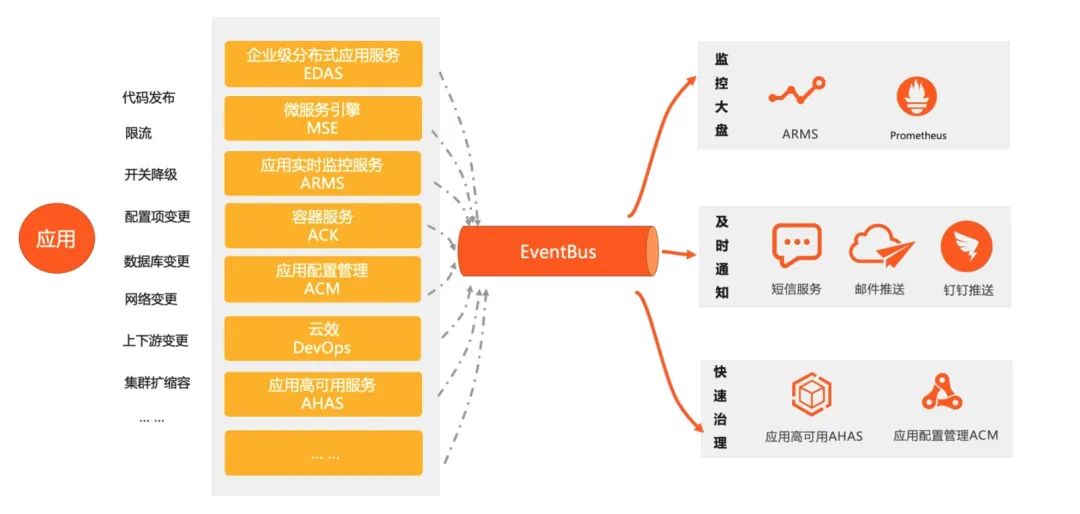 应用
代码发布
限流
开关降级
配置项变更
数据库变更
网络变更
上下游变更
集群扩缩容
... ...
企业级分布式应用服务
EDAS
微服务引擎
MSE
应用实时监控服务
ARMS
容器服务
ACK
应用配置管理
ACM
云效
DevOps
应用高可用服务
AHAS
... ...
EventBus
监控大盘
ARMS
Prometheus
及时通知
短信服务
邮件推送
钉钉推送
快速治理
应用高可用AHAS
应用配置管理ACM